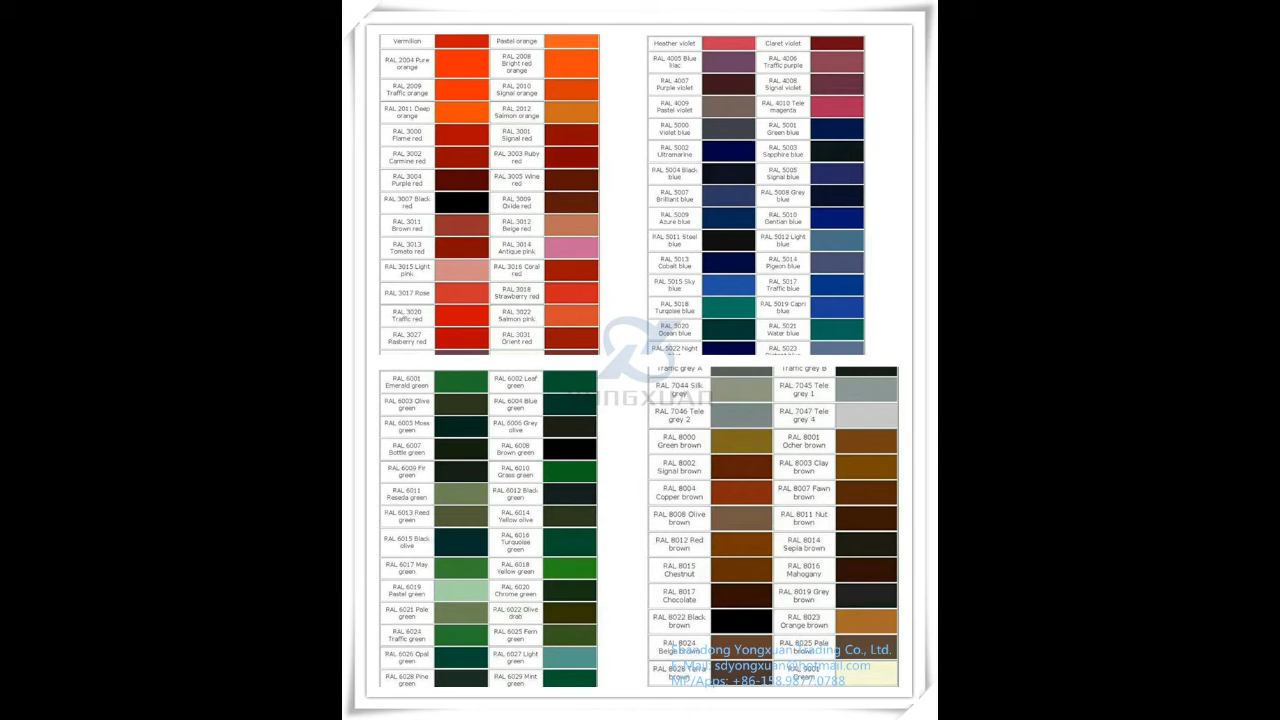 Vermilion
Pastel orange
RAL 2004 Pure
orange
RAL 2008
Bright red
orange
RAL 2009
Traffic orange
RAL 2010
Signal orange
RAL 2011 Deep
orange
RAL 2012
Salmon orange
RAL 3000
Flame red
RAL 3001
Signal red
RAL 3002
Carmine red
RAL 3003 Ruby
red
RAL 3004
Purple red
RAL 3005 Wine
red
RAL 3007 Black
red
RAL 3009
Oxide red
RAL 3011
Brown red
RAL 3012
Beige red
RAL 3013
Tomato red
RAL 3014
Antique pink
RAL 3015 Light
pink
RAL 3016 Coral
red
RAL 3017 Rose
RAL 3018
Strawberry red
RAL 3020
Traffic red
RAL 3022
Salmon pink
RAL 3027
Rasberry red
RAL 3031
Orient red
Heather violet
Claret violet
RAL 4005 Blue
lilac
RAL 4006
Traffic purple
RAL 4007
Purple violet
RAL 4008
Signal violet
RAL 4009
Pastel violet
RAL 4010 Tele
magenta
RAL 5000
Violet blue
RAL 5001
Green blue
RAL 5002
Ultramarine
RAL 5003
Sapphire blue
RAL 5004 Black
blue
RAL 5005
Signal blue
RAL 5007
Brilliant blue
RAL 5008 Grey
blue
RAL 5009
Azure blue
RAL 5010
Gentian blue
RAL 5011 Steel
blue
RAL 5012 Light
blue
RAL 5013
Cobalt blue
RAL 5014
Pigeon blue
RAL 5015 Sky
blue
RAL 5017
Traffic blue
RAL 5018
Turqoise blue
RAL 5019 Capri
blue
RAL 5020
Ocean blue
RAL 5021
Water blue
RAL 5022 Night
RAL 5023
YONGXUAN
RAL 6001
Emerald green
RAL 6002 Leaf
green
RAL 6003 Olive
green
RAL 6004 Blue
green
RAL 6005 Moss
green
RAL 6006 Grey
olive
RAL 6007
Bottle green
RAL 6008
Brown green
RAL 6009 Fir
green
RAL 6010
Grass green
RAL 6011
Reseda green
RAL 6012 Black
green
RAL 6013 Reed
green
RAL 6014
Yellow olive
RAL 6015 Black
olive
RAL 6016
Turquoise
green
RAL 6017 May
green
RAL 6018
Yellow green
RAL 6019
Pastel green
RAL 6020
Chrome green
RAL 6021 Pale
green
RAL 6022 Olive
drab
RAL 6024
Traffic green
RAL 6025 Fern
green
RAL 6026 Opal
green
RAL 6027 Light
green
RAL 6028 Pine
green
RAL 6029 Mint
green
Traffic grey A
Traffic grey B
RAL 7044 Silk
grey
RAL 7045 Tele
grey 1
RAL 7046 Tele
grey 2
RAL 7047 Tele
grey 4
RAL 8000
Green brown
RAL 8001
Ocher brown
RAL 8002
Signal brown
RAL 8003 Clay
brown
RAL 8004
Copper brown
RAL 8007 Fawn
brown
RAL 8008 Olive
brown
RAL 8011 Nut
brown
RAL 8012 Red
brown
RAL 8014
Sepia brown
RAL 8015
Chestnut
RAL 8016
Mahogany
RAL 8017
Chocolate
RAL 8019 Grey
brown
RAL 8022 Black
brown
RAL 8023
Orange brown
RAL 8024
Beige brown
RAL 8025 Pale
brown
RAL 8028 Terra
brown
RAL 9001
Cream
Shandong Yongxuan Trading Co., Ltd.
E-Mail: sdyongxuan@hotmail.com
MP/Apps: +86-158.9877.0788